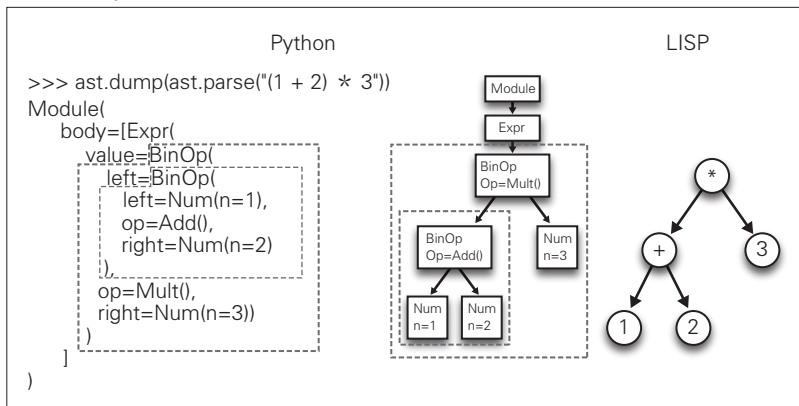 Python
LISP
>>> ast.dump(ast.parse("(1 + 2) * 3"))
Module(
body=[Expr(
value=BinOp(
left=BinOp(
left=Num(n=1),
op=Add(),
right=Num(n=2)
),
op=Mult(),
right=Num(n=3))
)
]
)
Module
Expr
BinOp
Op=Mult()
BinOp
Op=Add()
Num
n=3
Num
n=1
Num
n=2
*
+
3
1
2